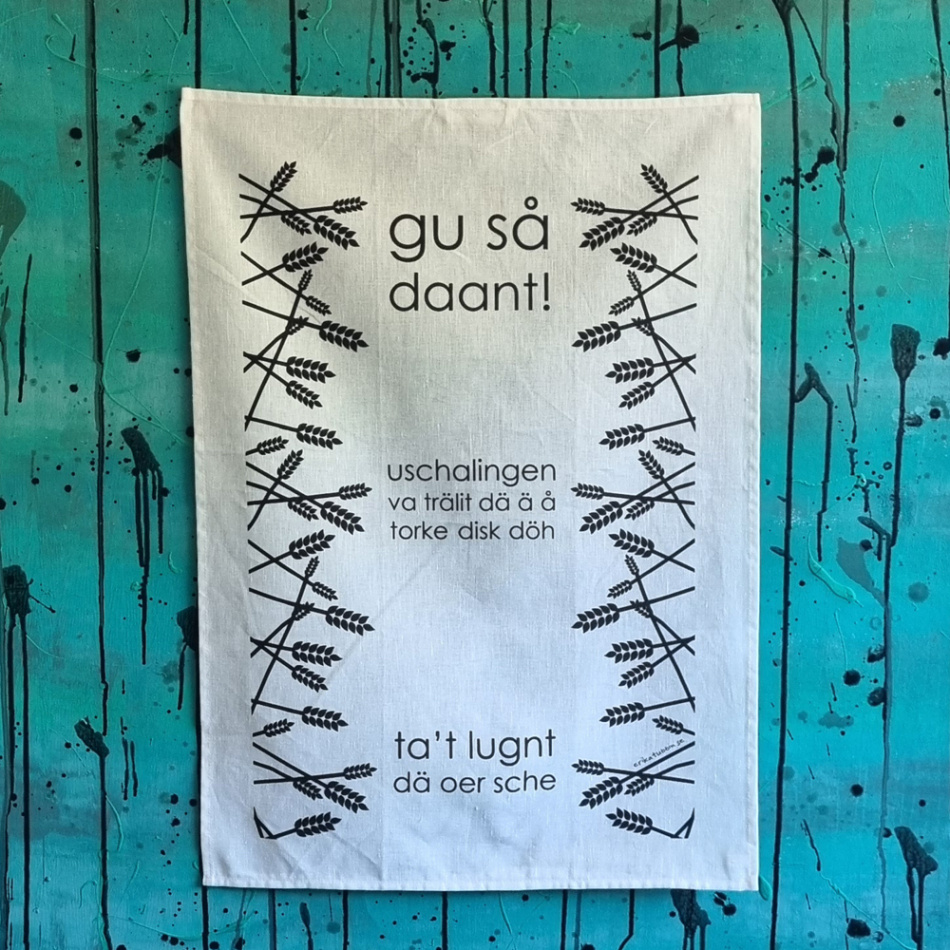 gu så
daant!
uschalingen
va trälit dä ä å
torke disk döh
ta't lugnt
dä oer sche